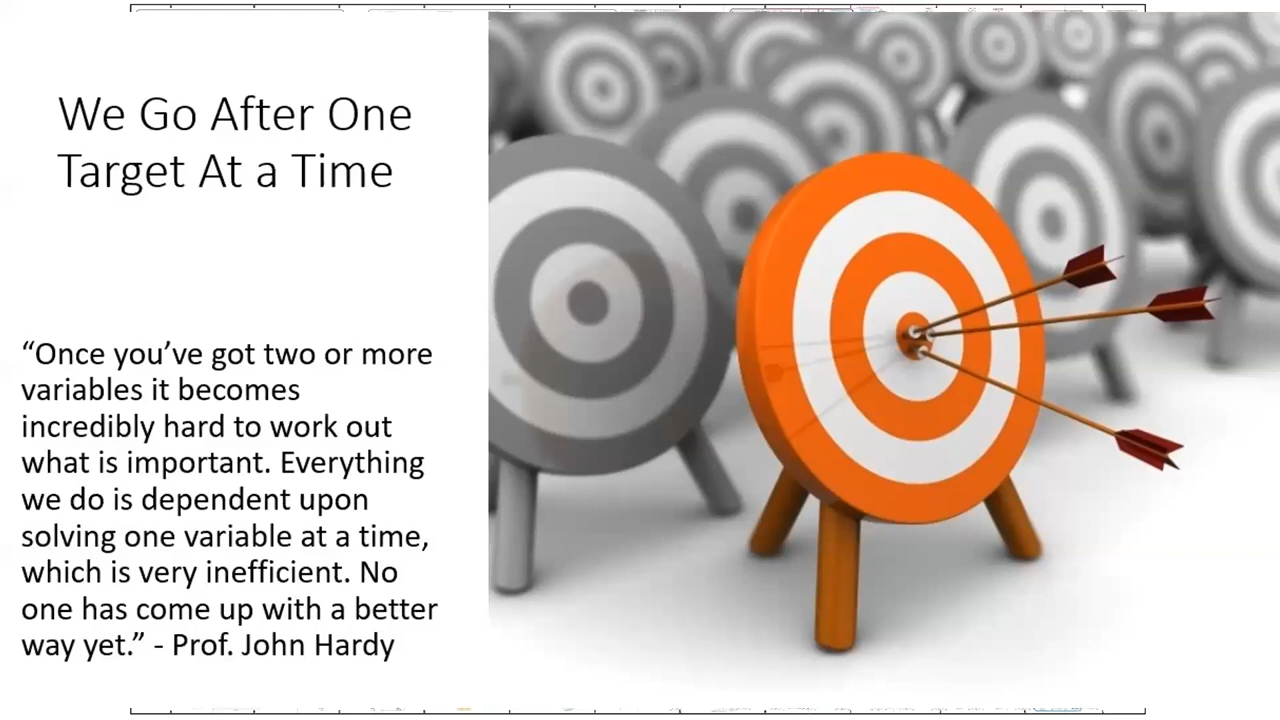 We Go After One
Target At a Time
“Once you’ve got two or more
variables it becomes
incredibly hard to work out
what is important. Everything
we do is dependent upon
solving one variable at a time,
which is very inefficient. No
one has come up with a better
way yet.” - Prof. John Hardy